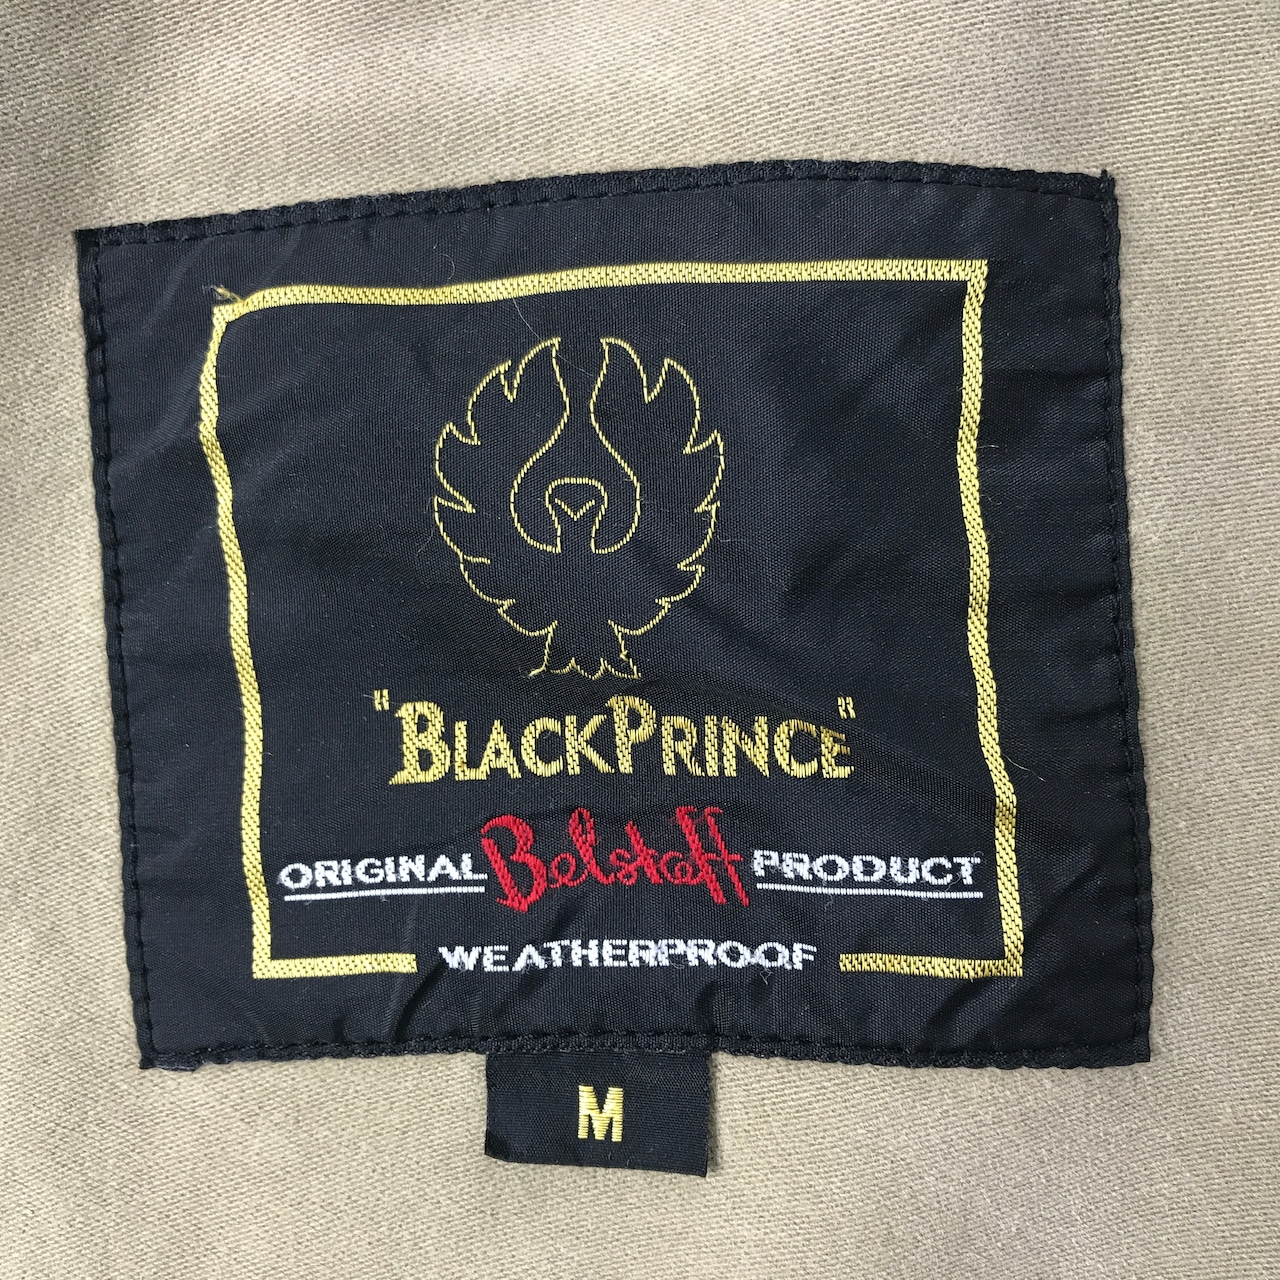 "BLACKPRINCE"
ORIGINAL Belstaff PRODUCT
WEATHERPROOF
M